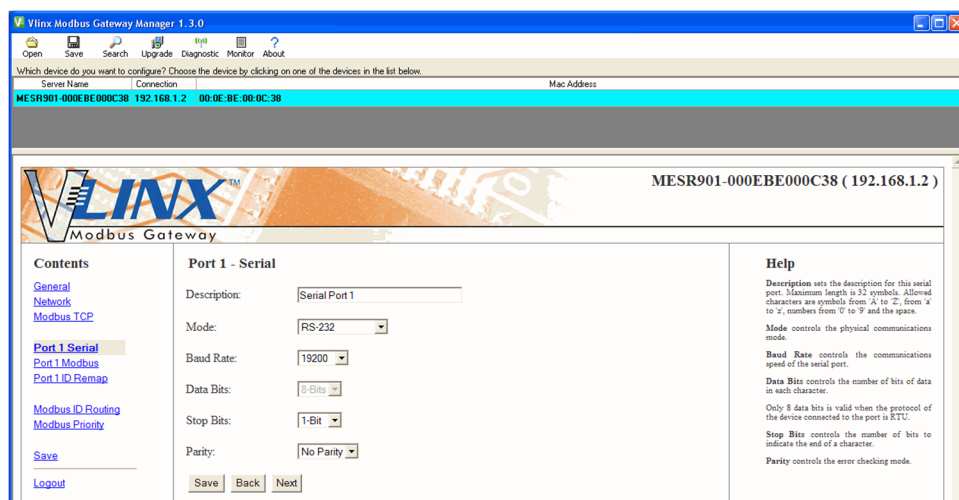 Vlinx Modbus Gateway Manager 1.3.0
Open Save Search Upgrade Diagnostic Monitor About
Which device do you want to configure? Choose the device by clicking on one of the devices in the list below.
Server Name Connection Mac Address
MESR901-000EBE000C38 192.168.1.2 00:0E:BE:00:0C:38
VLINX TM
Modbus Gateway
MESR901-000EBE000C38 ( 192.168.1.2 )
Contents
General
Network
Modbus TCP
Port 1 Serial
Port 1 Modbus
Port 1 ID Remap
Modbus ID Routing
Modbus Priority
Save
Logout
Port 1 - Serial
Description: Serial Port 1
Mode: RS-232
Baud Rate: 19200
Data Bits: 8-Bits
Stop Bits: 1-Bit
Parity: No Parity
Save Back Next
Help
Description sets the description for this serial
port. Maximum length is 32 symbols. Allowed
characters are symbols from 'A' to 'Z', from 'a'
to 'z', numbers from '0' to '9' and the space.
Mode controls the physical communications
mode.
Baud Rate controls the communications
speed of the serial port.
Data Bits controls the number of bits of data
in each character.
Only 8 data bits is valid when the protocol of
the device connected to the port is RTU.
Stop Bits controls the number of bits to
indicate the end of a character.
Parity controls the error checking mode.